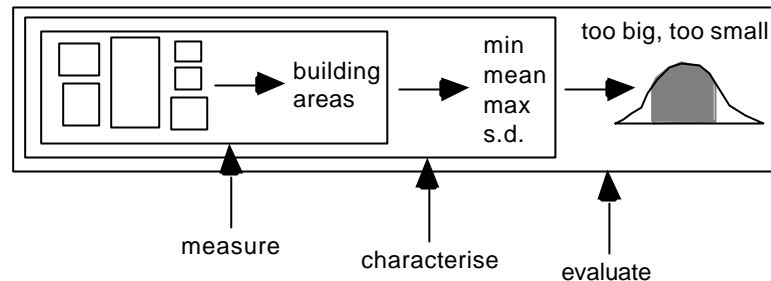 building
areas
min
mean
max
s.d.
too big, too small
measure
characterise
evaluate